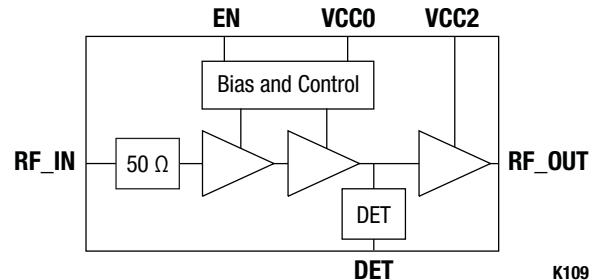 EN VCC0 VCC2
Bias and Control
RF_IN 50 Ω RF_OUT
DET
DET
K109